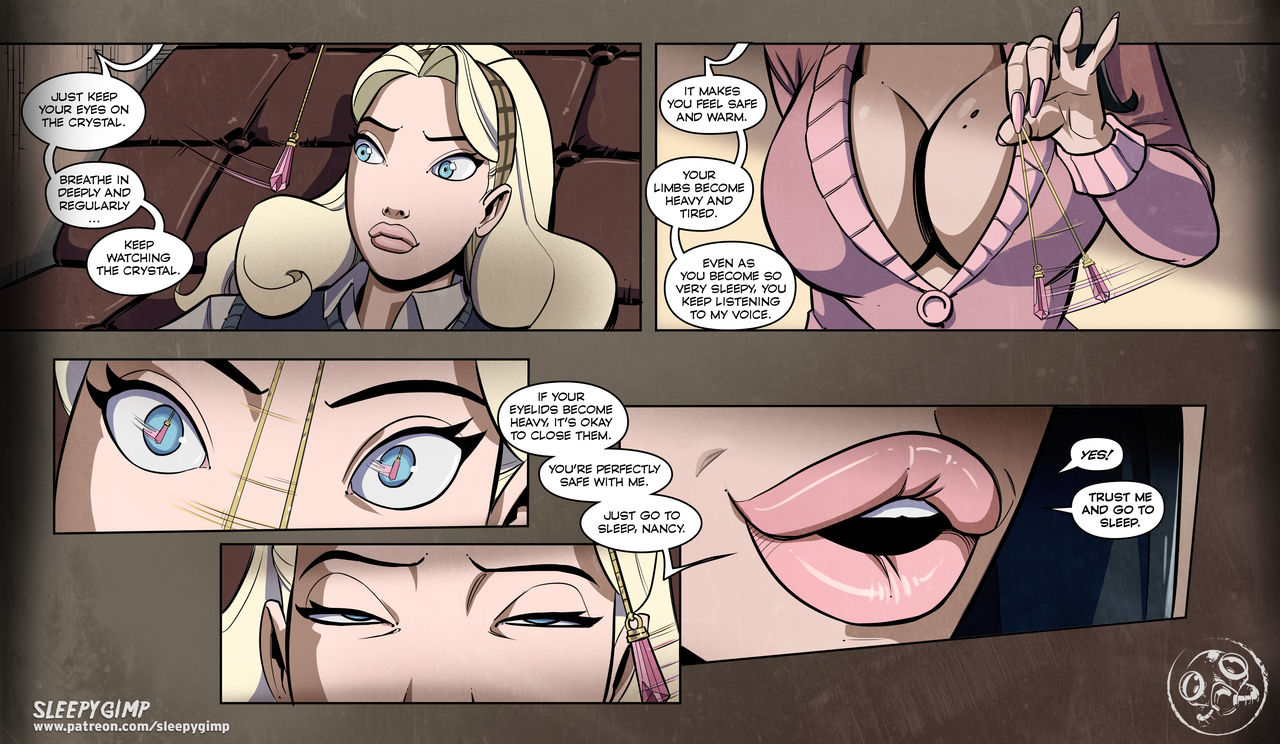 JUST KEEP
YOUR EYES ON
THE CRYSTAL.
BREATHE IN
DEEPLY AND
REGULARLY
...
KEEP
WATCHING
THE CRYSTAL.
IT MAKES
YOU FEEL SAFE
AND WARM.
YOUR
LIMBS BECOME
HEAVY AND
TIRED.
EVEN AS
YOU BECOME SO
VERY SLEEPY, YOU
KEEP LISTENING
TO MY VOICE.
IF YOUR
EYELIDS BECOME
HEAVY, IT'S OKAY
TO CLOSE THEM.
YOU'RE PERFECTLY
SAFE WITH ME.
JUST GO TO
SLEEP, NANCY.
YES!
TRUST ME
AND GO TO
SLEEP.
SLEEPYGIMP
www.patreon.com/sleepygimp